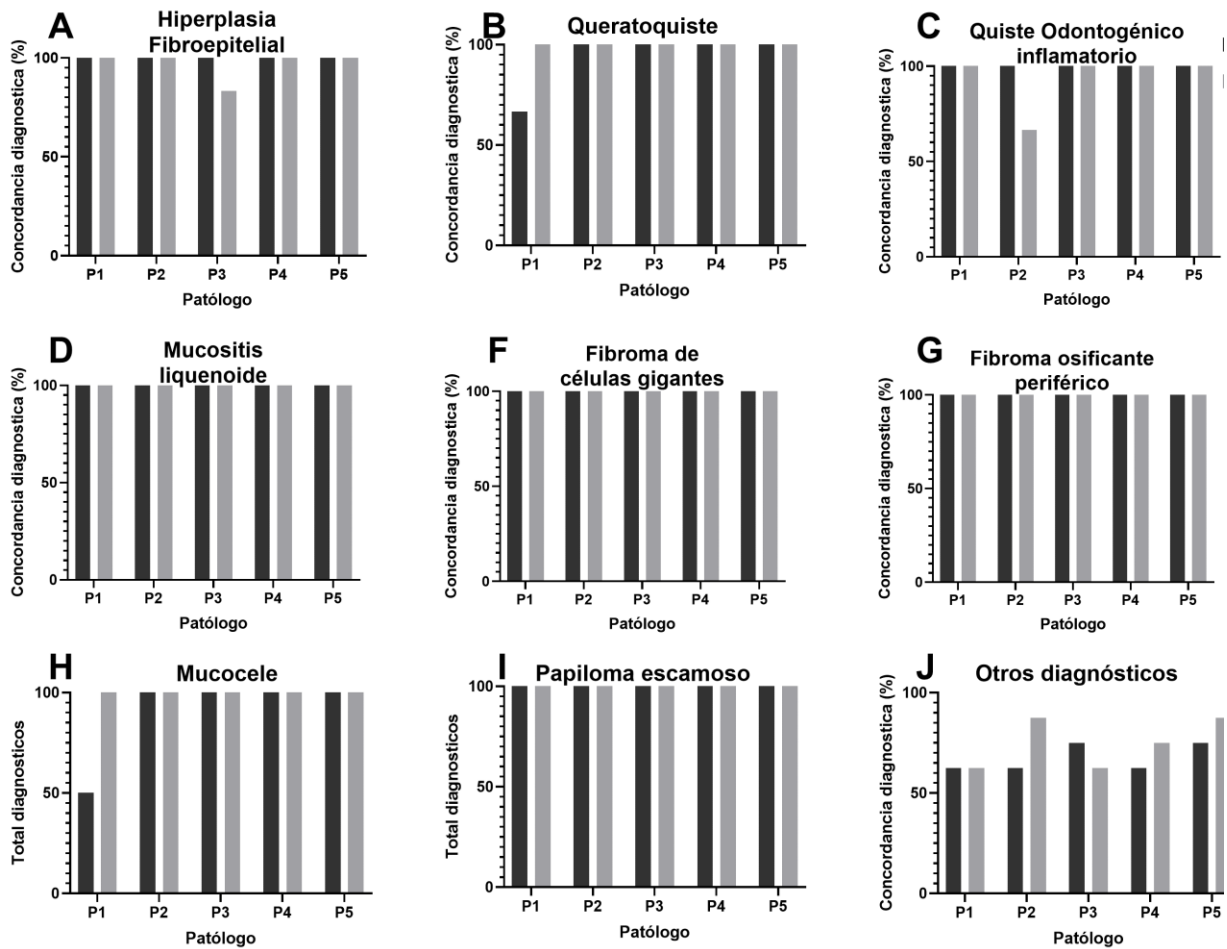 A
Hiperplasia
Fibroepitelial
Concordancia diagnostica (%)
100
50
0
P1 P2 P3 P4 P5
Patólogo
B
Queratoquiste
Concordancia diagnostica (%)
100
50
0
P1 P2 P3 P4 P5
Patólogo
C
Quiste Odontogénico
inflamatorio
Concordancia diagnostica (%)
100
50
0
P1 P2 P3 P4 P5
Patólogo
D
Mucositis
liquenoide
Concordancia diagnostica (%)
100
50
0
P1 P2 P3 P4 P5
Patólogo
F
Fibroma de
células gigantes
Concordancia diagnostica (%)
100
50
0
P1 P2 P3 P4 P5
Patólogo
G
Fibroma osificante
periférico
Concordancia diagnostica (%)
100
50
0
P1 P2 P3 P4 P5
Patólogo
H
Mucocele
Total diagnosticos
100
50
0
P1 P2 P3 P4 P5
Patólogo
I
Papiloma escamoso
Total diagnosticos
100
50
0
P1 P2 P3 P4 P5
Patólogo
J
Otros diagnósticos
Concordancia diagnostica (%)
100
50
0
P1 P2 P3 P4 P5
Patólogo